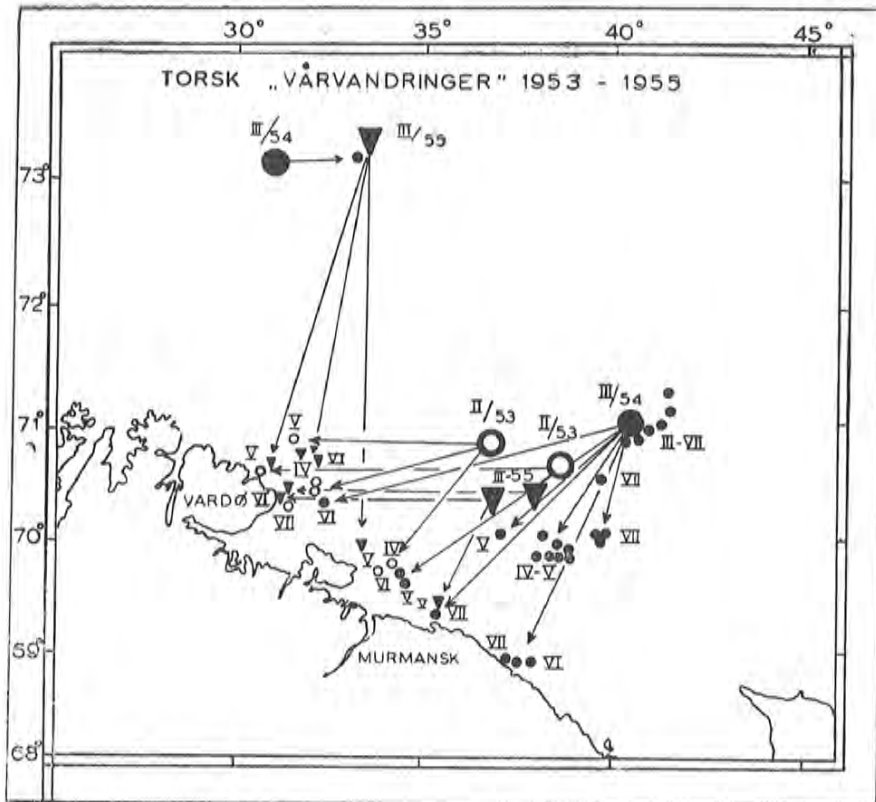 30° 35° 40° 45°
TORSK „VÅRVANDRINGER" 1953 - 1955
III/54 III/55
73°
72°
III/54
II/53
71°
II/53
V
III-VII
IV VI
V
III-55
VII
VARDØ VI
VII VI
70°
V VII
IV
V
IV-V
VI
V V VII
59°
VII VI
MURMANSK
68°